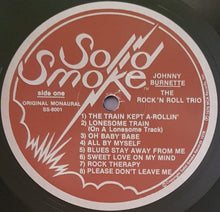 Solid
Smoke
TM
side one
ORIGINAL MONAURAL
SS-8001
JOHNNY
BURNETTE
THE
ROCK'N ROLL TRIO
1) THE TRAIN KEPT A-ROLLIN'
2) LONESOME TRAIN
(On A Lonesome Track)
3) OH BABY BABE
4) ALL BY MYSELF
5) BLUES STAY AWAY FROM ME
6) SWEET LOVE ON MY MIND
7) ROCK THERAPY
8) PLEASE DON'T LEAVE ME